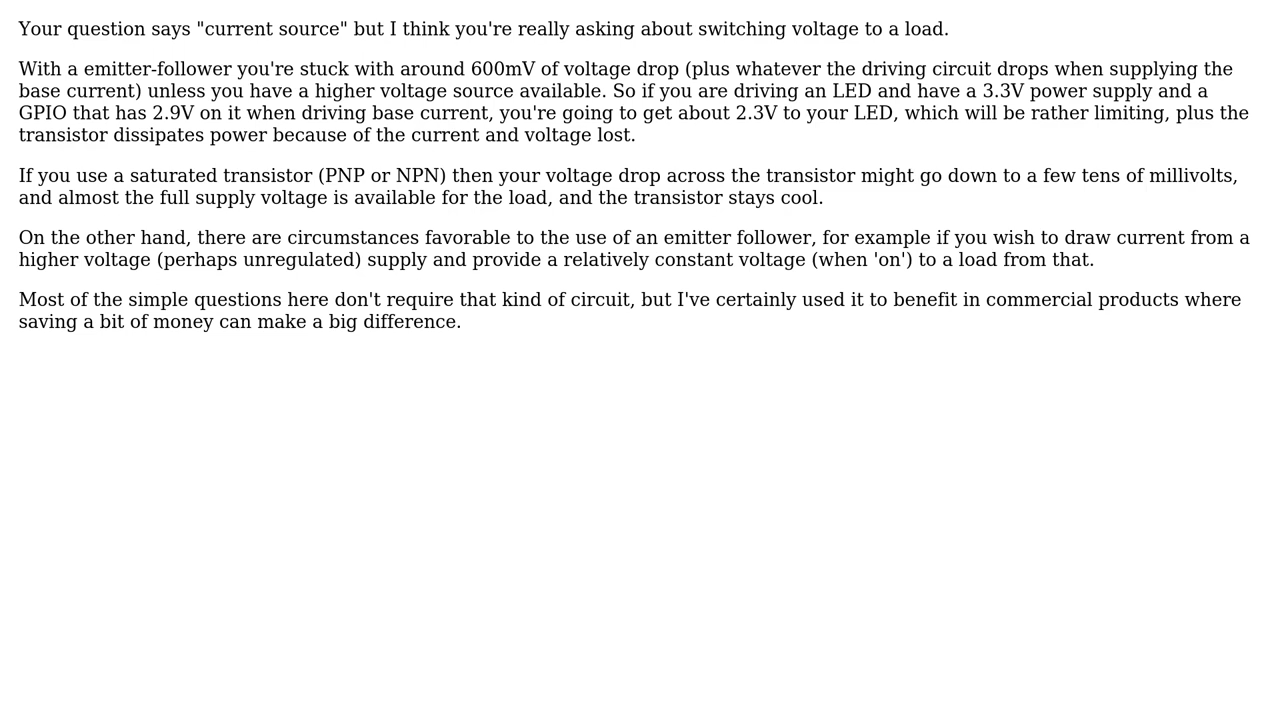 Your question says "current source" but I think you're really asking about switching voltage to a load.
With a emitter-follower you're stuck with around 600mV of voltage drop (plus whatever the driving circuit drops when supplying the
base current) unless you have a higher voltage source available. So if you are driving an LED and have a 3.3V power supply and a
GPIO that has 2.9V on it when driving base current, you're going to get about 2.3V to your LED, which will be rather limiting, plus the
transistor dissipates power because of the current and voltage lost.
If you use a saturated transistor (PNP or NPN) then your voltage drop across the transistor might go down to a few tens of millivolts,
and almost the full supply voltage is available for the load, and the transistor stays cool.
On the other hand, there are circumstances favorable to the use of an emitter follower, for example if you wish to draw current from a
higher voltage (perhaps unregulated) supply and provide a relatively constant voltage (when 'on') to a load from that.
Most of the simple questions here don't require that kind of circuit, but I've certainly used it to benefit in commercial products where
saving a bit of money can make a big difference.